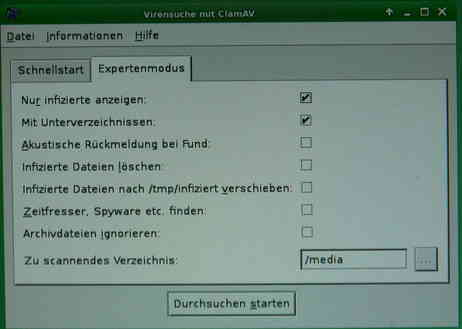 Virensuche mit ClamAV
Datei Informationen Hilfe
Schnellstart Expertenmodus
Nur infizierte anzeigen:
Mit Unterverzeichnissen:
Akustische Rückmeldung bei Fund:
Infizierte Dateien löschen:
Infizierte Dateien nach /tmp/infiziert verschieben:
Zeitfresser, Spyware etc. finden:
Archivdateien ignorieren:
Zu scannendes Verzeichnis: /media ...
Durchsuchen starten